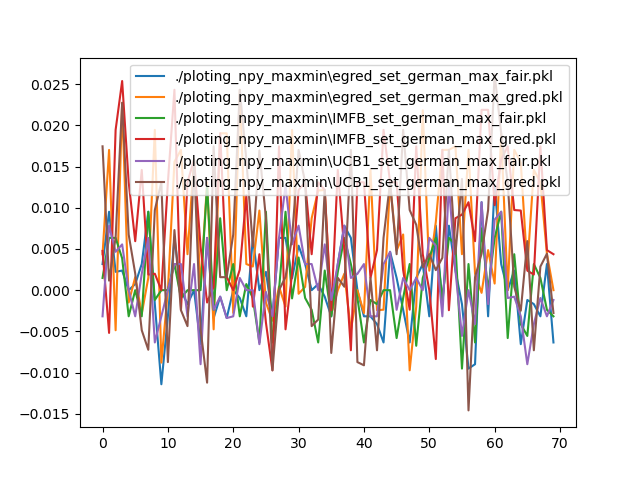 0.025
0.020
0.015
0.010
0.005
0.000
−0.005
−0.010
−0.015
./ploting_npy_maxmin\egred_set_german_max_fair.pkl
./ploting_npy_maxmin\egred_set_german_max_gred.pkl
./ploting_npy_maxmin\IMFB_set_german_max_fair.pkl
./ploting_npy_maxmin\IMFB_set_german_max_gred.pkl
./ploting_npy_maxmin\UCB1_set_german_max_fair.pkl
./ploting_npy_maxmin\UCB1_set_german_max_gred.pkl
0 10 20 30 40 50 60 70